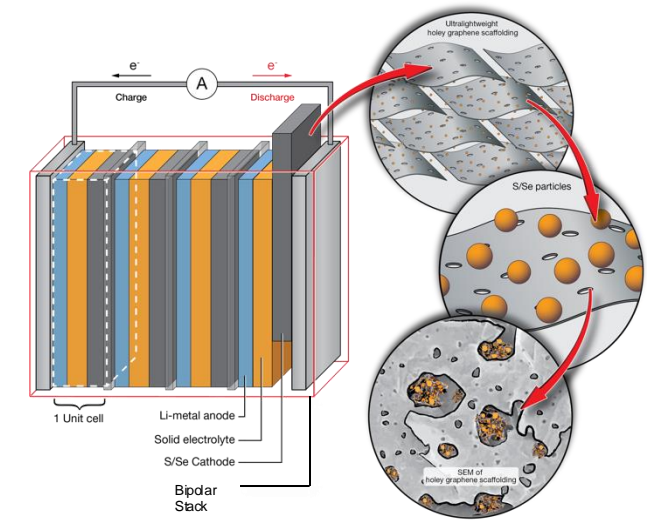 Ultralightweight
holey graphene scaffolding
e-
e-
A
Charge
Discharge
S/Se particles
1 Unit cell
Li-metal anode
Solid electrolyte
S/Se Cathode
Bipolar
Stack
SEM of
holey graphene scaffolding